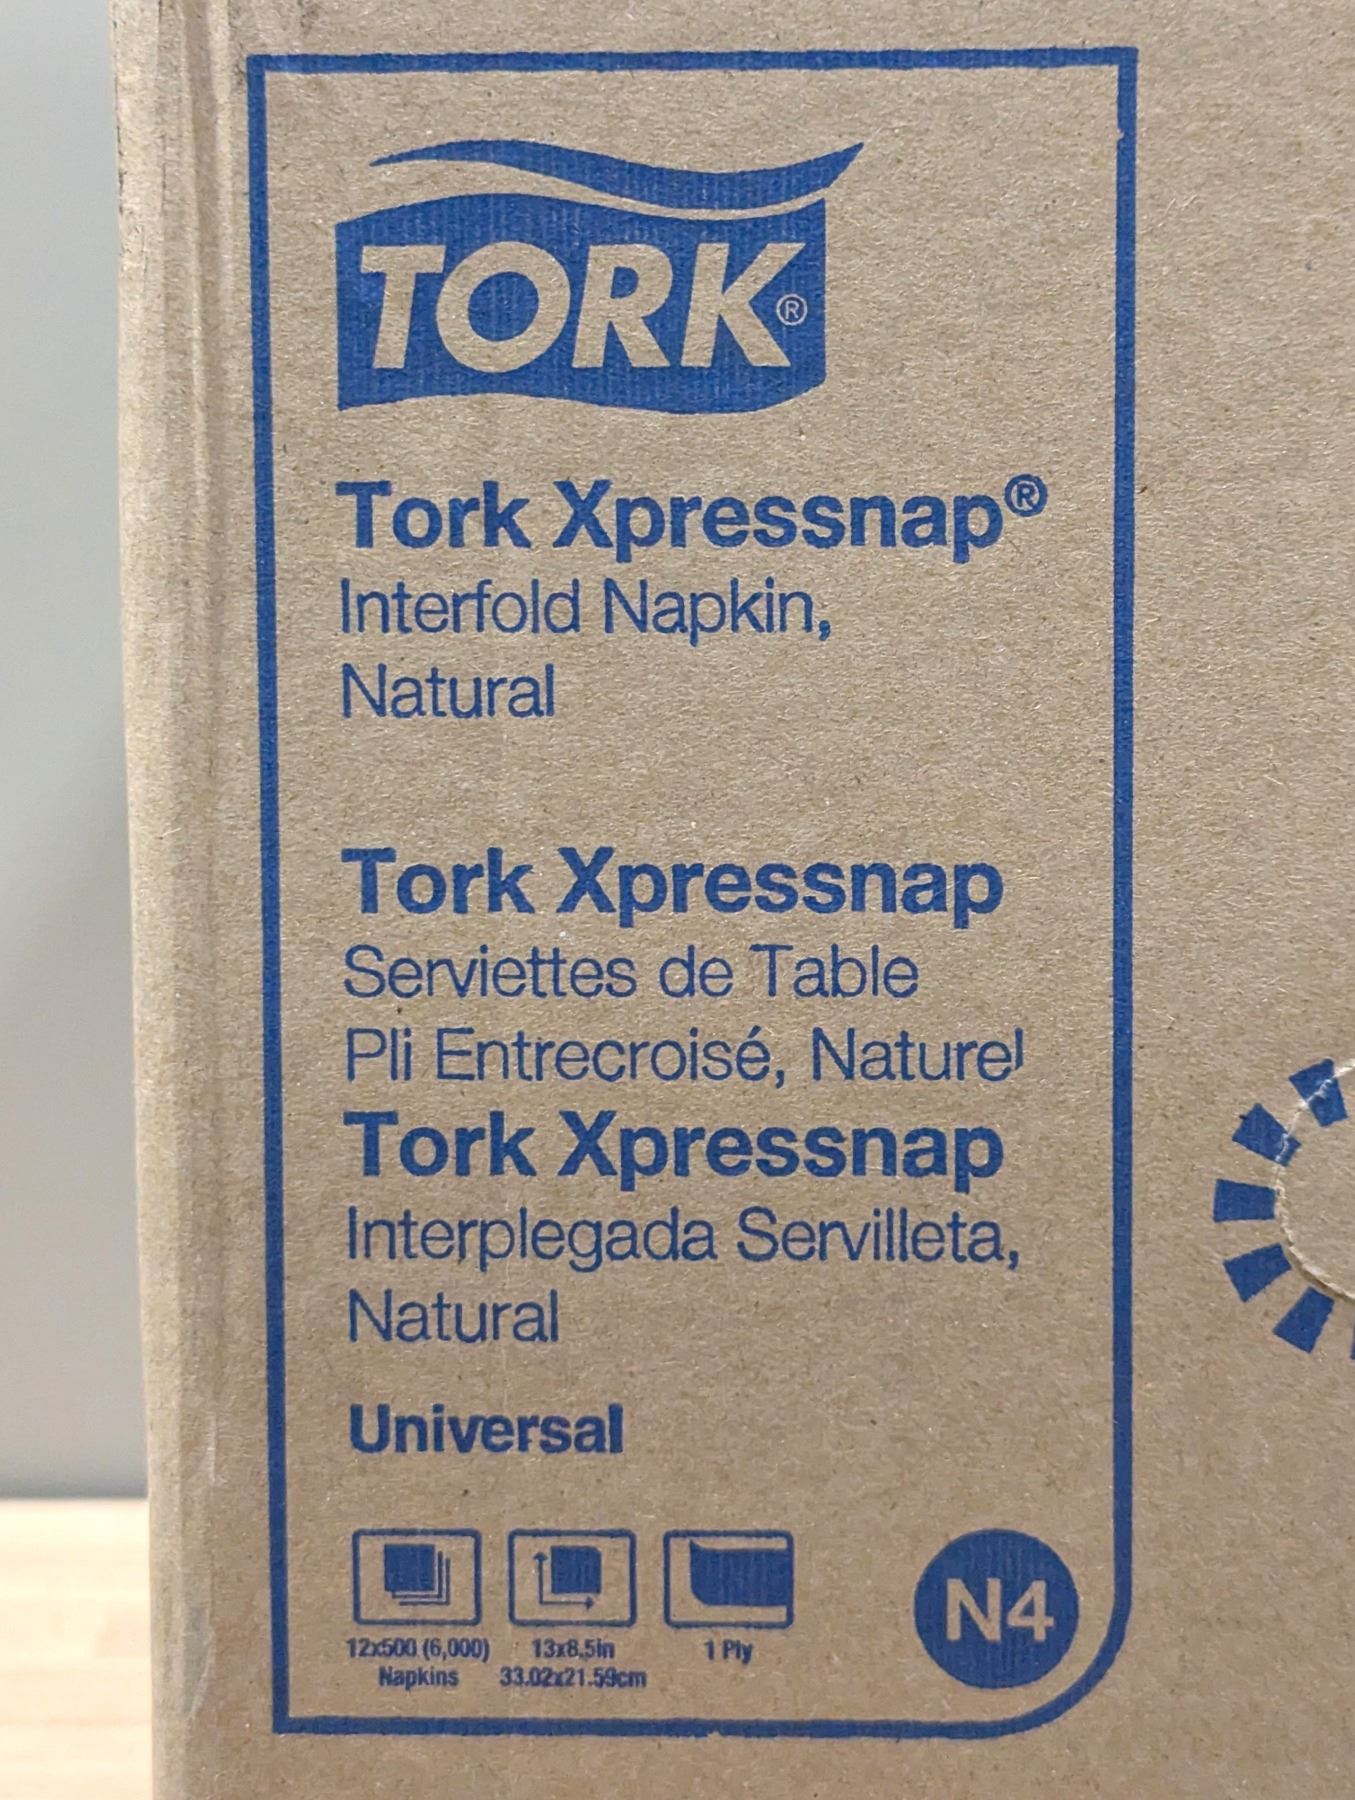 TORK®
Tork Xpressnap®
Interfold Napkin,
Natural
Tork Xpressnap
Serviettes de Table
Pli Entrecroisé, Naturel
Tork Xpressnap
Interplegada Servilleta,
Natural
Universal
12x500 (6,000)
Napkins
13x8,5in
33.02x21.59cm
1 Ply
N4